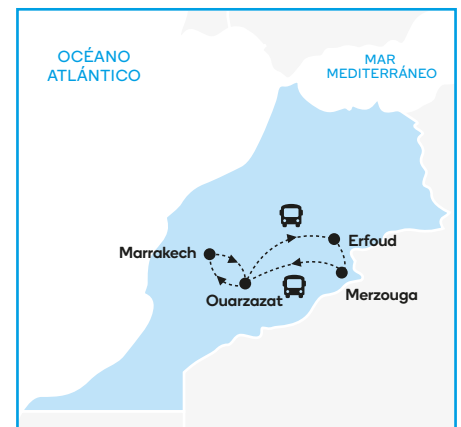 OCÉANO
ATLÁNTICO
MAR
MEDITERRÁNEO
Erfoud
Marrakech
Merzouga
Ouarzazat